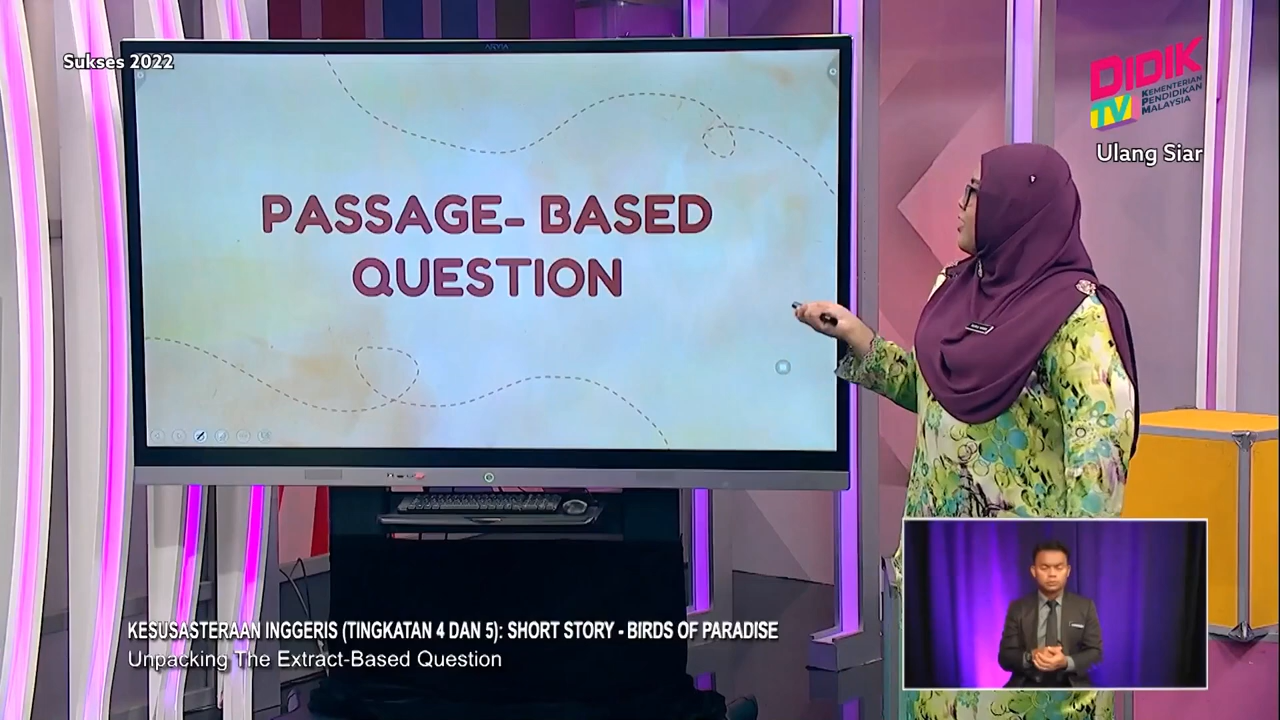 Sukses 2022
PASSAGE- BASED
QUESTION
DIDIK
TV
KEMENTERIAN
PENDIDIKAN
MALAYSIA
Ulang Siar
KESUSASTERAAN INGGERIS (TINGKATAN 4 DAN 5): SHORT STORY - BIRDS OF PARADISE
Unpacking The Extract-Based Question